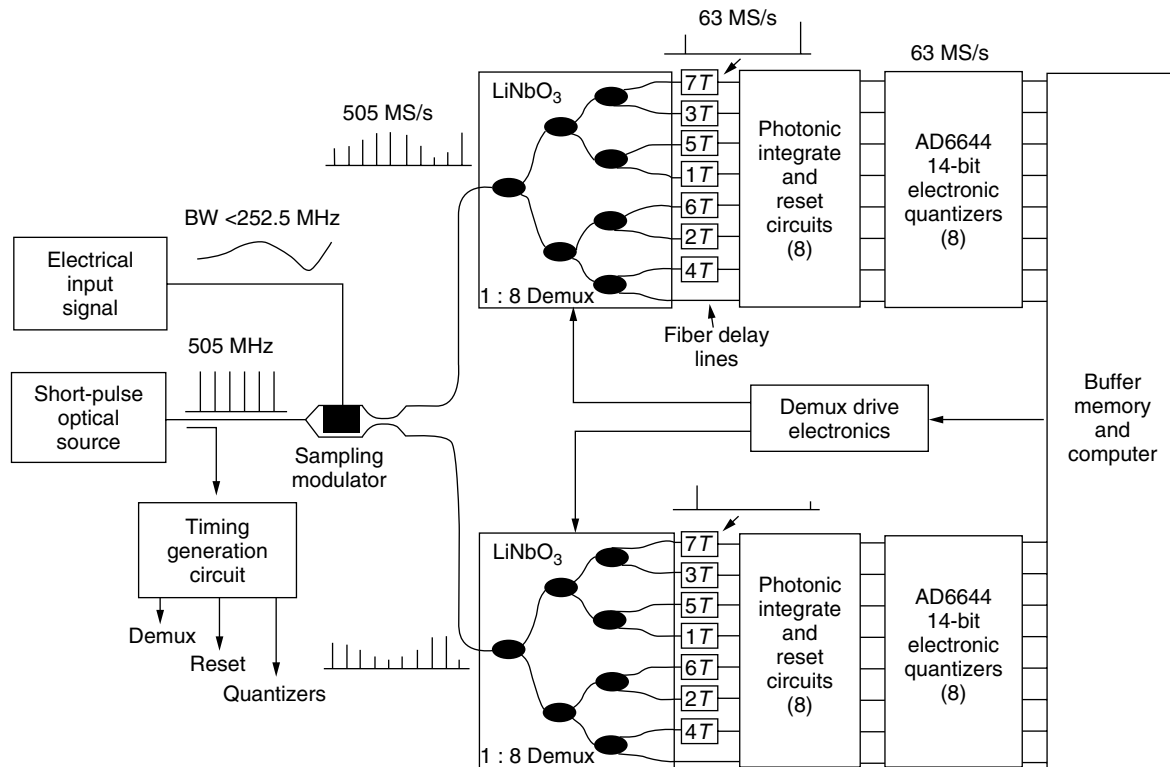 63 MS/s
63 MS/s
LiNbO3
505 MS/s
7T
3T
5T
1T
6T
2T
4T
Photonic
integrate
and
reset
circuits
(8)
AD6644
14-bit
electronic
quantizers
(8)
BW <252.5 MHz
Electrical
input
signal
1 : 8 Demux
Fiber delay
lines
505 MHz
Short-pulse
optical
source
Sampling
modulator
Demux drive
electronics
Buffer
memory
and
computer
Timing
generation
circuit
Demux
Reset
Quantizers
LiNbO3
7T
3T
5T
1T
6T
2T
4T
Photonic
integrate
and
reset
circuits
(8)
AD6644
14-bit
electronic
quantizers
(8)
1 : 8 Demux